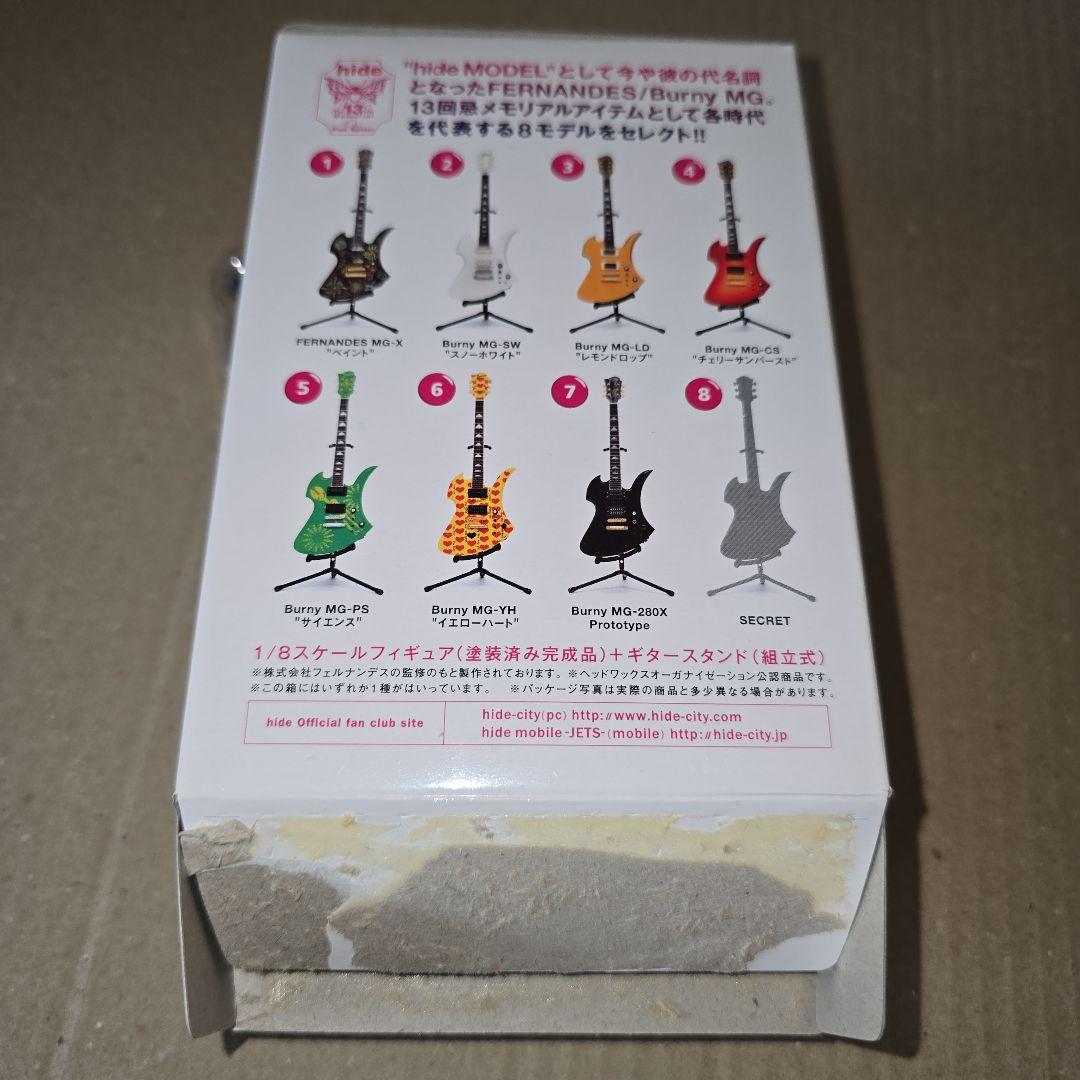 hide
13
"hide MODEL"として今や彼の代名詞
となったFERNANDES/Burny MG。
13回忌メモリアルアイテムとして各時代
を代表する8モデルをセレクト!!
1
2
3
4
FERNANDES MG-X
"ペイント"
Burny MG-SW
"スノーホワイト"
Burny MG-LD
"レモンドロップ"
Burny MG-CS
"チェリーサンバースト"
5
6
7
8
Burny MG-PS
"サイエンス"
Burny MG-YH
"イエローハート"
Burny MG-280X
Prototype
SECRET
1/8スケールフィギュア(塗装済み完成品)+ギタースタンド(組立式)
※株式会社フェルナンデスの監修のもと製作されております。※ヘッドワックスオーガナイゼーション公認商品です。
※この箱にはいずれか1種がはいっています。 ※パッケージ写真は実際の商品と多少異なる場合があります。
hide Official fan club site
hide-city(pc) http://www.hide-city.com
hide mobile -JETS-(mobile) http://hide-city.jp